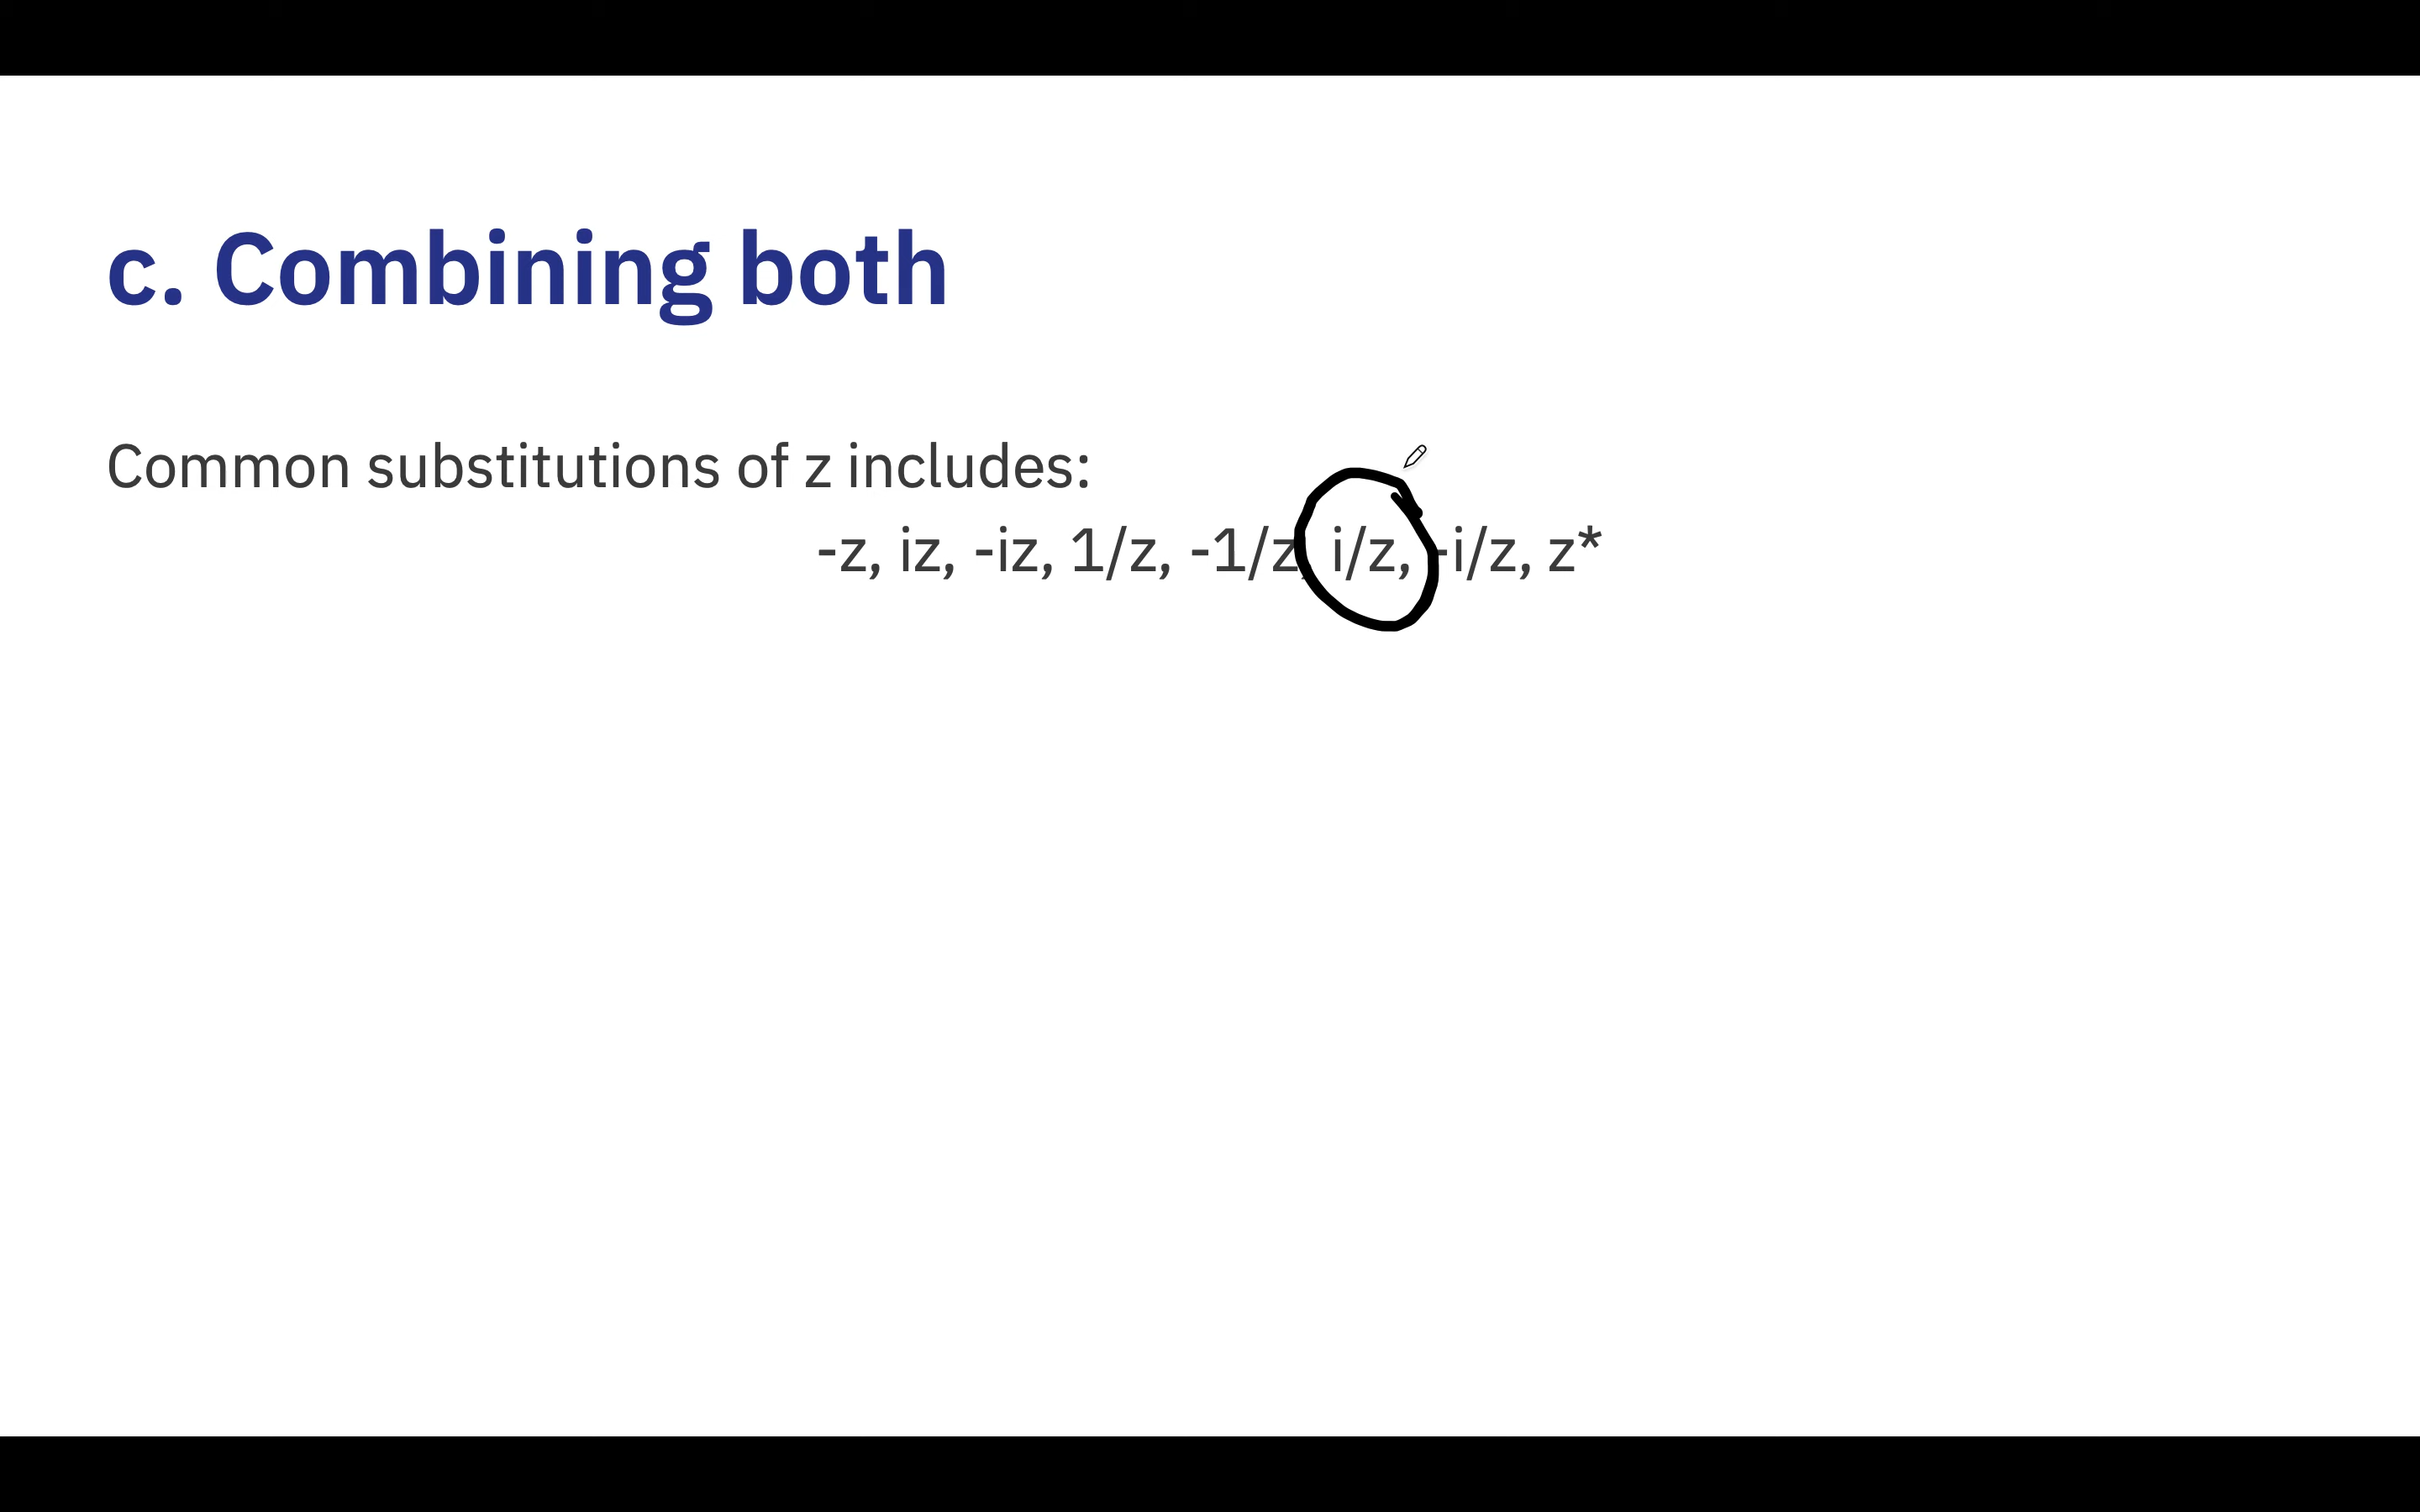 c. Combining both
Common substitutions of z includes:
-z, iz, -iz, 1/z, -1/z, i/z, -i/z, z*